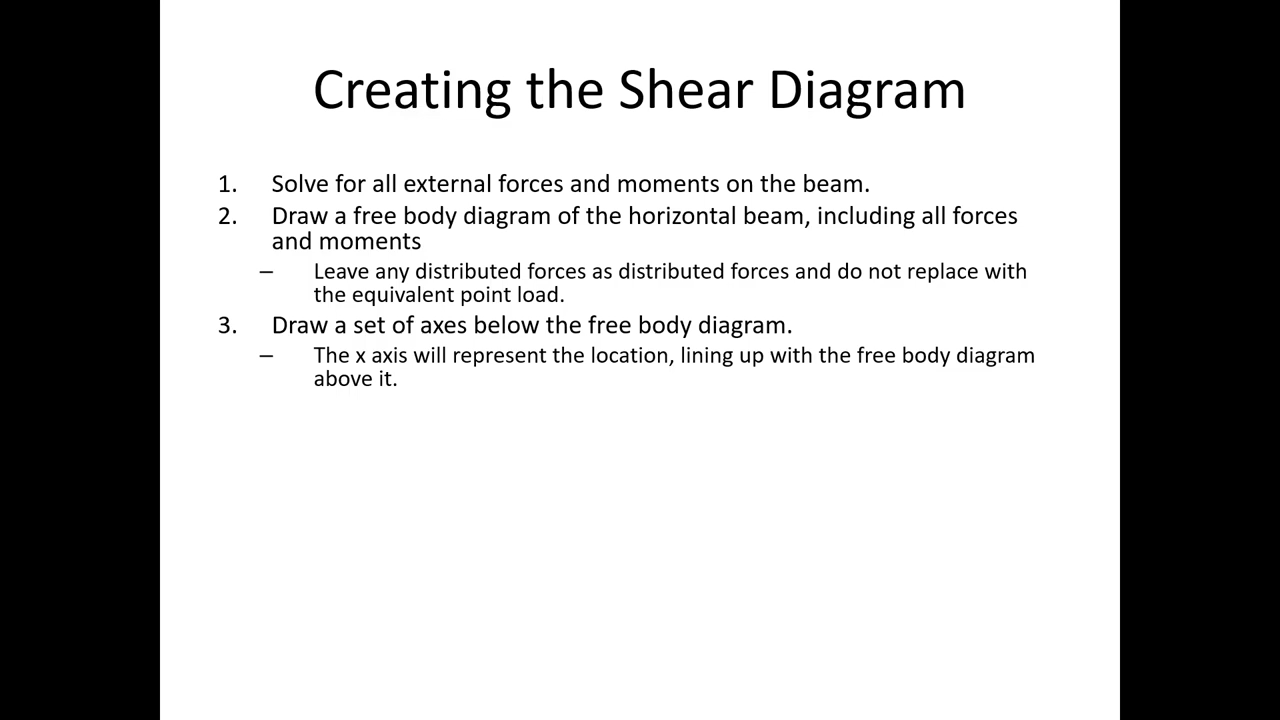 Creating the Shear Diagram
1. Solve for all external forces and moments on the beam.
2. Draw a free body diagram of the horizontal beam, including all forces
and moments
– Leave any distributed forces as distributed forces and do not replace with
the equivalent point load.
3. Draw a set of axes below the free body diagram.
– The x axis will represent the location, lining up with the free body diagram
above it.